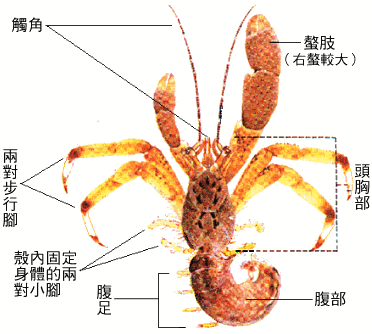 觸角
螯肢
（右螯較大）
兩對步行腳
頭胸部
殼內固定
身體的兩
對小腳
腹足
腹部